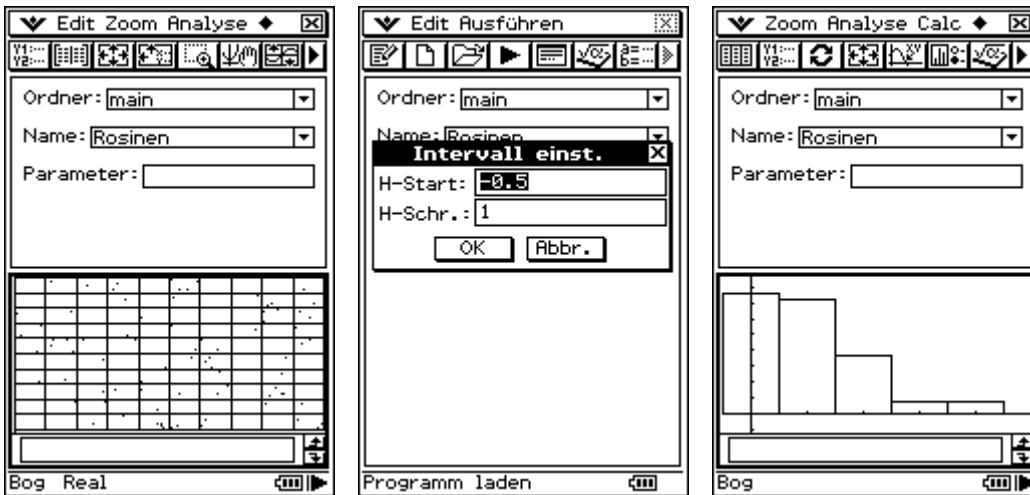 Edit Zoom Analyse
Ordner: main
Name: Rosinen
Parameter:
Bog Real
Edit Ausführen
Ordner: main
Name: Rosinen
Intervall einst.
H-Start: -0.5
H-Schr.: 1
OK Abbr.
Programm laden
Zoom Analyse Calc
Ordner: main
Name: Rosinen
Parameter:
Bog